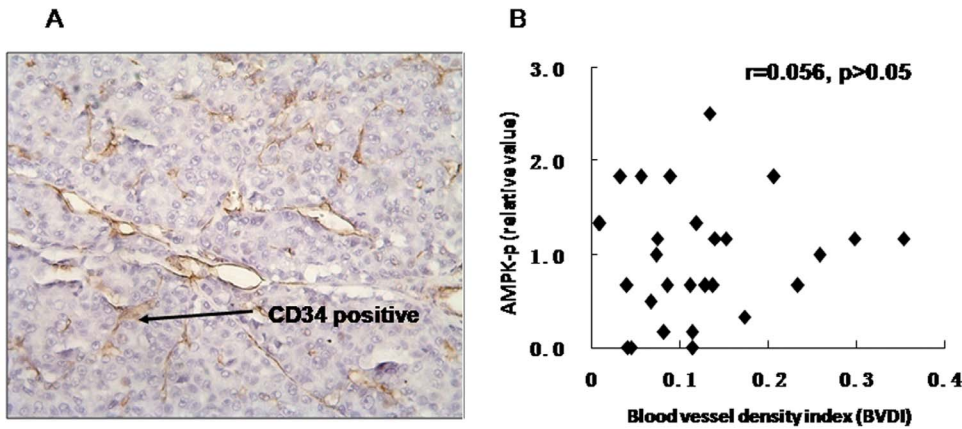 A
B
CD34 positive
r=0.056, p>0.05
AMPK-p (relative value)
3.0
2.0
1.0
0.0
0
0.1
0.2
0.3
0.4
Blood vessel density index (BVDI)